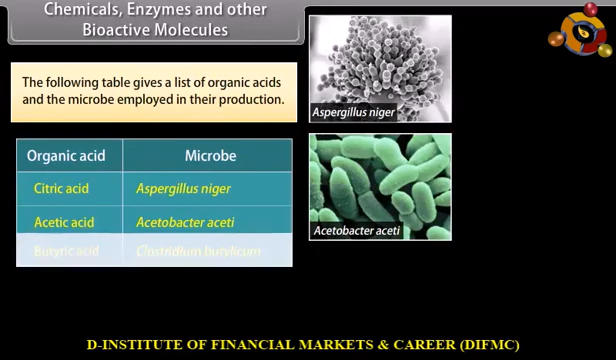 Chemicals, Enzymes and other
Bioactive Molecules
The following table gives a list of organic acids
and the microbe employed in their production.
Organic acid Microbe
Citric acid Aspergillus niger
Acetic acid Acetobacter aceti
Butyric acid Clostridium butylicum
Aspergillus niger
Acetobacter aceti
D-INSTITUTE OF FINANCIAL MARKETS & CAREER (DIFMC)